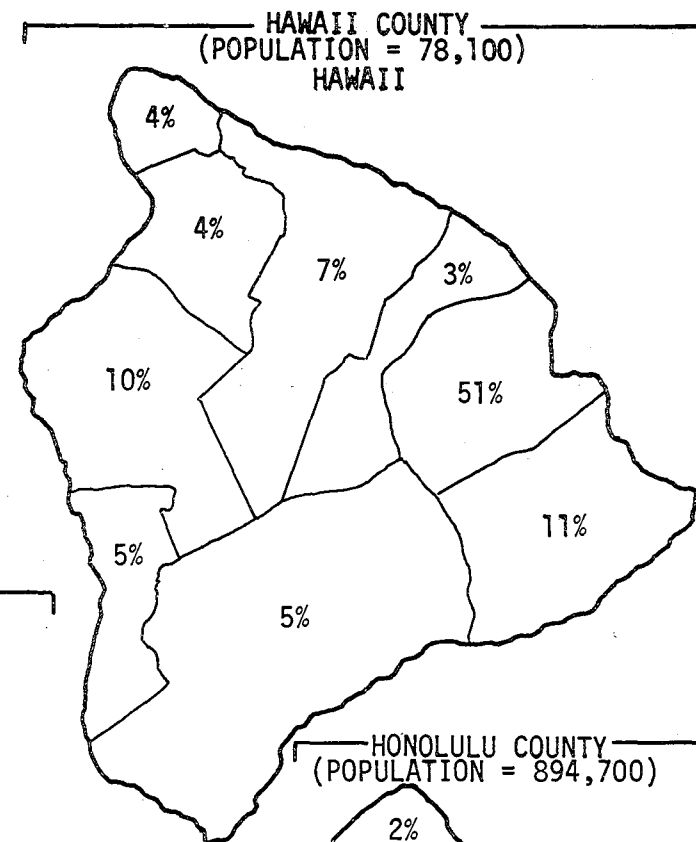 HAWAII COUNTY
(POPULATION = 78,100)
HAWAII
4%
4%
7%
3%
10%
51%
11%
5%
5%
HONOLULU COUNTY
(POPULATION = 894,700)
2%